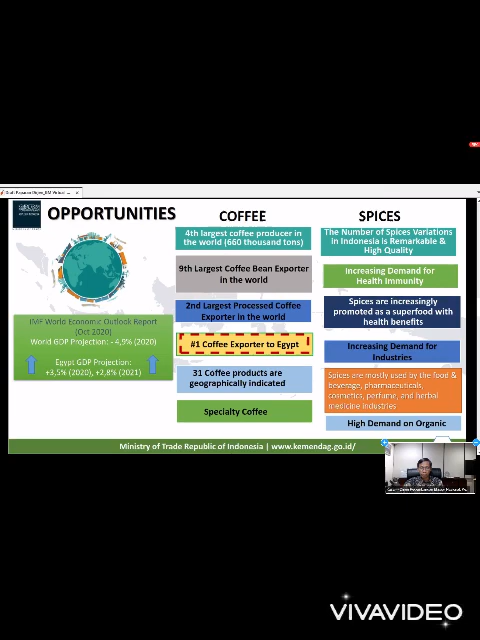 OPPORTUNITIES
IMF World Economic Outlook Report
(Oct 2020)
World GDP Projection: - 4,9% (2020)
Egypt GDP Projection:
+3,5% (2020), +2,8% (2021)
COFFEE
4th largest coffee producer in
the world (660 thousand tons)
9th Largest Coffee Bean Exporter
in the world
2nd Largest Processed Coffee
Exporter in the world
#1 Coffee Exporter to Egypt
31 Coffee products are
geographically indicated
Specialty Coffee
SPICES
The Number of Spices Variations
in Indonesia is Remarkable &
High Quality
Increasing Demand for
Health Immunity
Spices are increasingly
promoted as a superfood with
health benefits
Increasing Demand for
Industries
Spices are mostly used by the food &
beverage, pharmaceuticals,
cosmetics, perfume, and herbal
medicine industries
High Demand on Organic
Ministry of Trade Republic of Indonesia | www.kemendag.go.id/
VIVAVIDEO